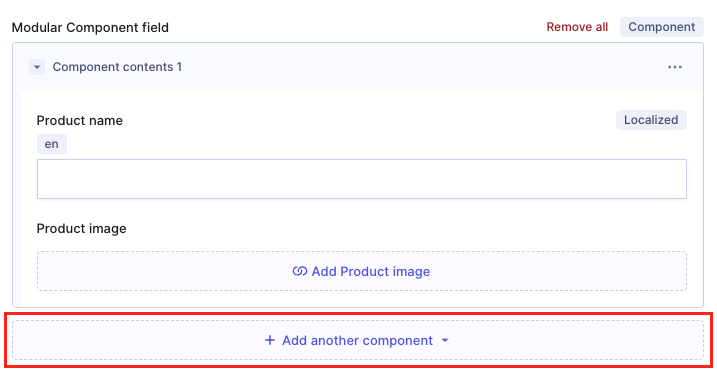 Modular Component field
Remove all
Component
Component contents 1
Product name
Localized
en
Product image
Add Product image
+ Add another component